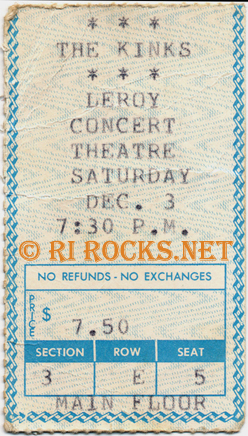 * * *
THE KINKS
* * *
LEROY
CONCERT
THEATRE
SATURDAY
DEC. 3
7:30 P.M.
© RI ROCKS.NET
NO REFUNDS - NO EXCHANGES
PRICE $ 7.50
SECTION ROW SEAT
3 E 5
MAIN FLOOR